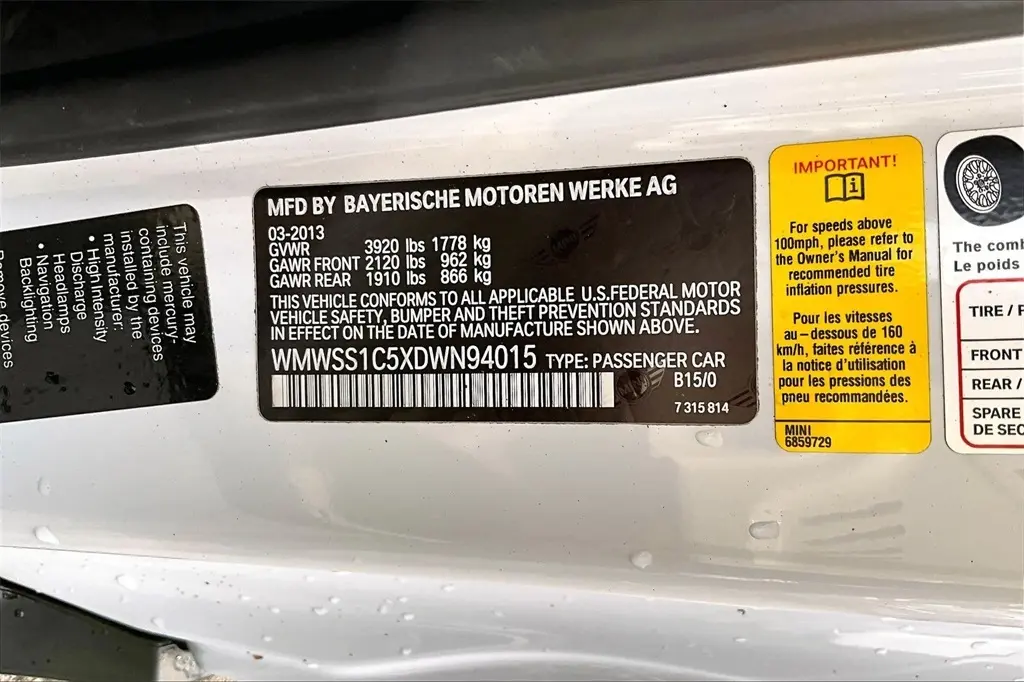 This vehicle may
include mercury-
containing devices
installed by the
manufacturer:
• High Intensity
Discharge
Headlamps
• Navigation
Backlighting
Remove devices
MFD BY BAYERISCHE MOTOREN WERKE AG
03-2013
GVWR 3920 lbs 1778 kg
GAWR FRONT 2120 lbs 962 kg
GAWR REAR 1910 lbs 866 kg
THIS VEHICLE CONFORMS TO ALL APPLICABLE U.S.FEDERAL MOTOR
VEHICLE SAFETY, BUMPER AND THEFT PREVENTION STANDARDS
IN EFFECT ON THE DATE OF MANUFACTURE SHOWN ABOVE.
WMWSS1C5XDWN94015 TYPE: PASSENGER CAR
B15/0
7 315 814
IMPORTANT!
For speeds above
100mph, please refer to
the Owner's Manual for
recommended tire
inflation pressures.
Pour les vitesses
au-dessous de 160
km/h, faites référence à
la notice d'utilisation
pour les pressions des
pneu recommandées.
MINI
6859729
The comb
Le poids
TIRE / P
FRONT
REAR /
SPARE
DE SEC